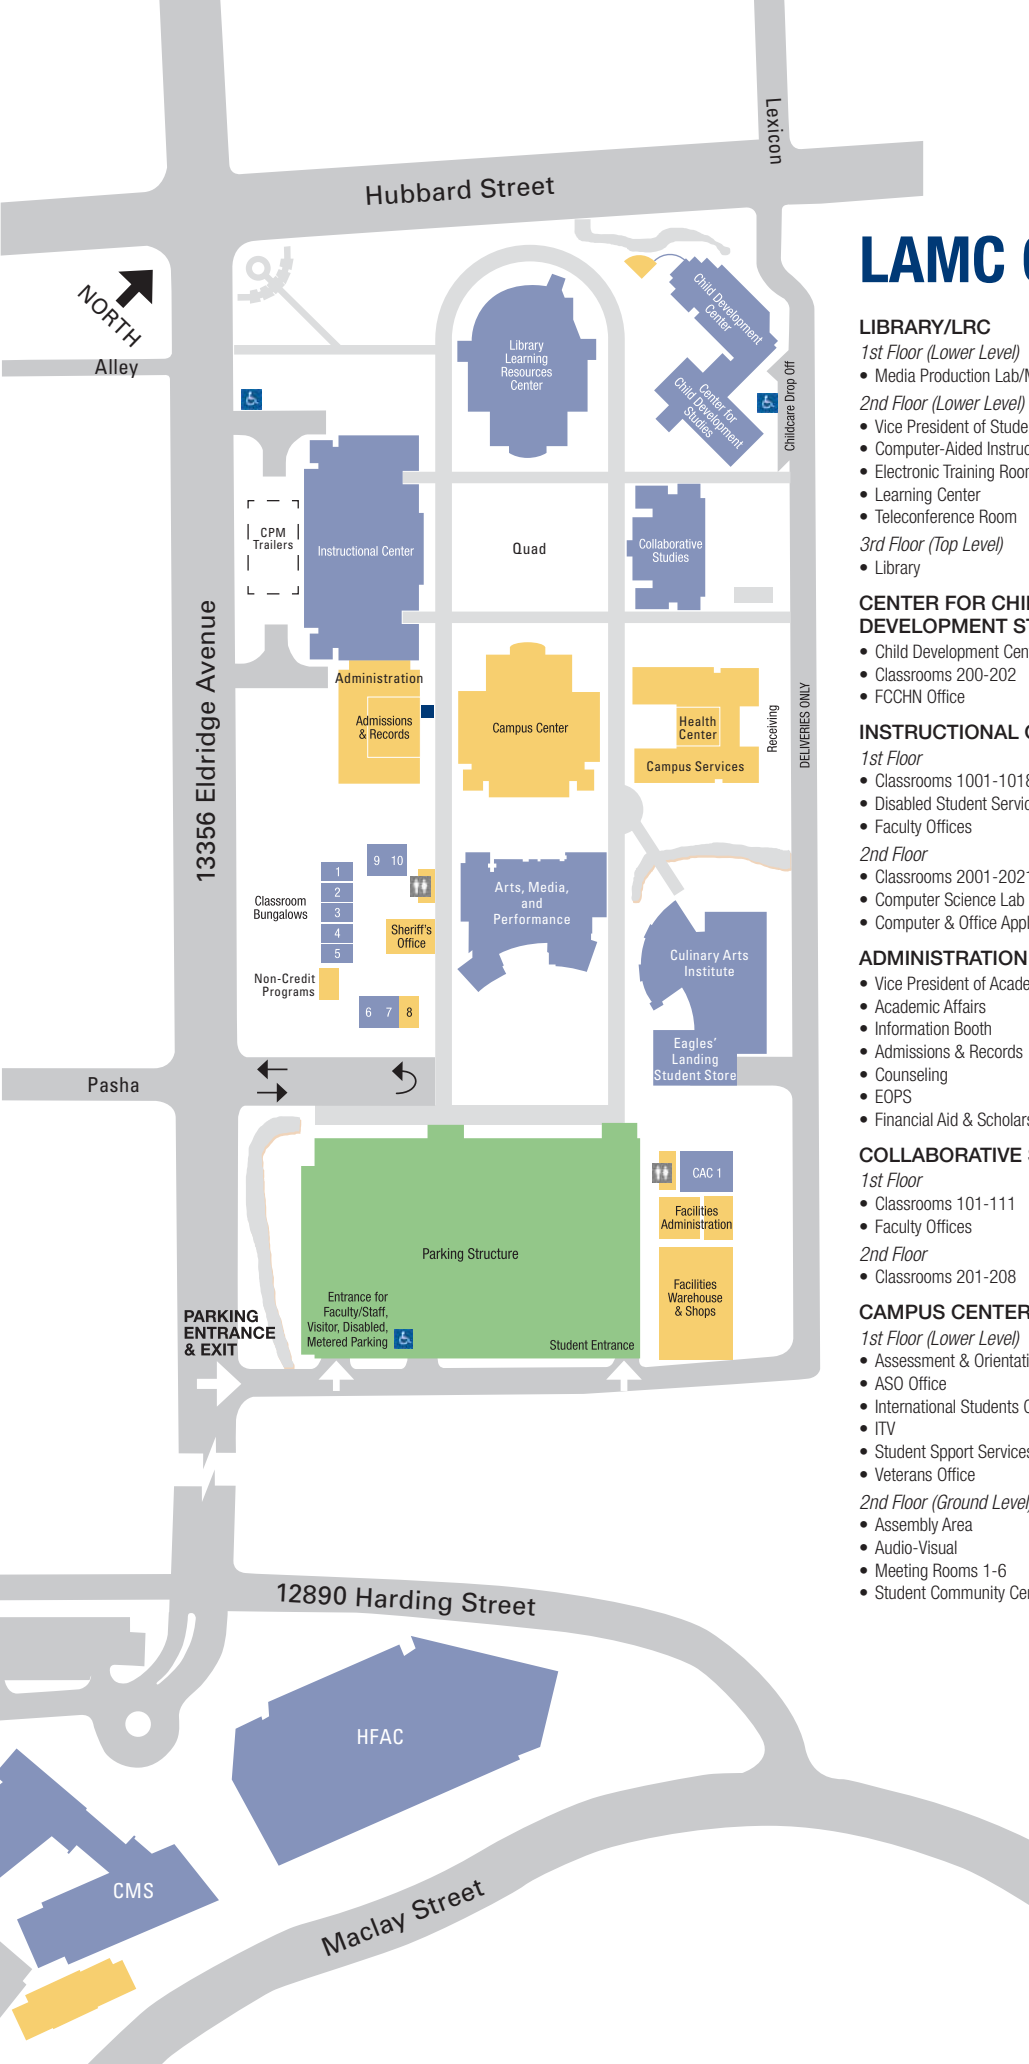 Lexicon
Hubbard Street
NORTH
Alley
Child Development
Center
Library
Learning
Resources
Center
Center for
Child Development
Studies
Childcare Drop Off
CPM
Trailers
Instructional Center
Quad
Collaborative
Studies
13356 Eldridge Avenue
Administration
Admissions
& Records
Campus Center
Health
Center
Campus Services
Receiving
DELIVERIES ONLY
9 10
1
2
3
4
5
Classroom
Bungalows
Sheriff's
Office
Non-Credit
Programs
6 7 8
Arts, Media,
and
Performance
Culinary Arts
Institute
Eagles'
Landing
Student Store
Pasha
CAC 1
Facilities
Administration
Parking Structure
Facilities
Warehouse
& Shops
Entrance for
Faculty/Staff,
Visitor, Disabled,
Metered Parking
Student Entrance
PARKING
ENTRANCE
& EXIT
12890 Harding Street
HFAC
CMS
Maclay Street
LAMC
LIBRARY/LRC
1st Floor (Lower Level)
• Media Production Lab/
2nd Floor (Lower Level)
• Vice President of Stude
• Computer-Aided Instruc
• Electronic Training Roo
• Learning Center
• Teleconference Room
3rd Floor (Top Level)
• Library
CENTER FOR CHI
DEVELOPMENT ST
• Child Development Cen
• Classrooms 200-202
• FCCHN Office
INSTRUCTIONAL
1st Floor
• Classrooms 1001-1018
• Disabled Student Servic
• Faculty Offices
2nd Floor
• Classrooms 2001-2021
• Computer Science Lab
• Computer & Office Appl
ADMINISTRATION
• Vice President of Acade
• Academic Affairs
• Information Booth
• Admissions & Records
• Counseling
• EOPS
• Financial Aid & Scholars
COLLABORATIVE
1st Floor
• Classrooms 101-111
• Faculty Offices
2nd Floor
• Classrooms 201-208
CAMPUS CENTER
1st Floor (Lower Level)
• Assessment & Orientati
• ASO Office
• International Students
• ITV
• Student Spport Services
• Veterans Office
2nd Floor (Ground Level)
• Assembly Area
• Audio-Visual
• Meeting Rooms 1-6
• Student Community Cen